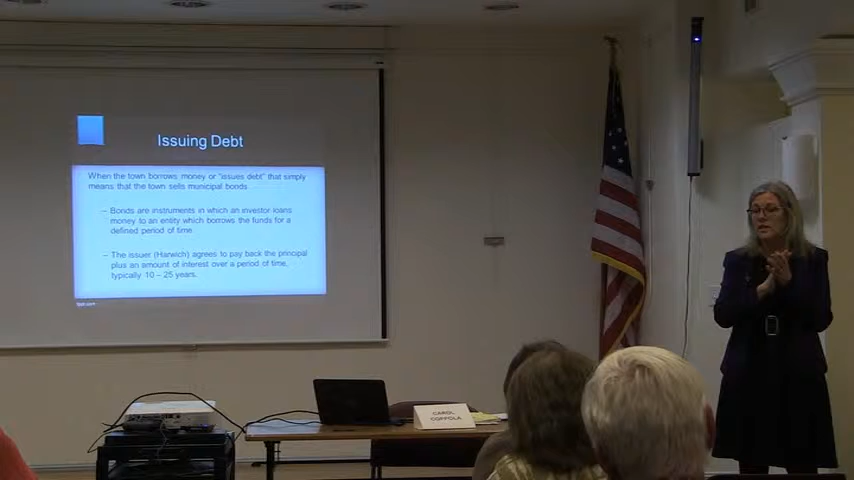 Issuing Debt
When the town borrows money or "issues debt" that simply
means that the town sells municipal bonds.
– Bonds are instruments in which an investor loans
money to an entity which borrows the funds for a
defined period of time.
– The issuer (Harwich) agrees to pay back the principal
plus an amount of interest over a period of time,
typically 10 – 25 years.
CAROL
COPPOLA